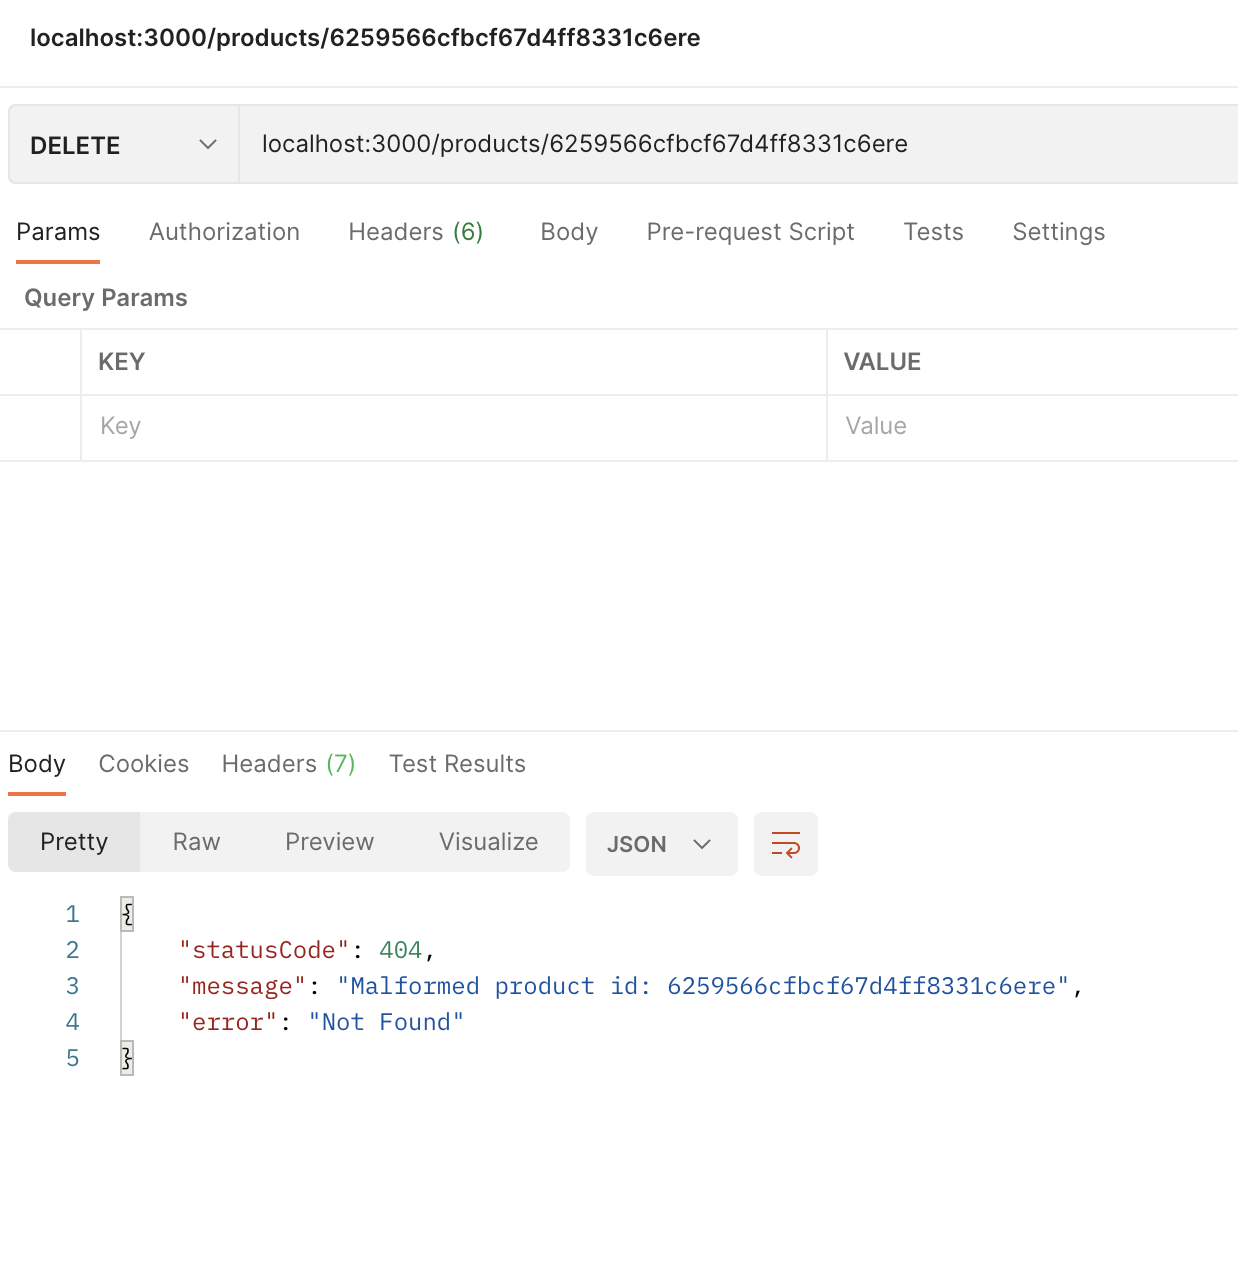 localhost:3000/products/6259566cfbcf67d4ff8331c6ere
DELETE localhost:3000/products/6259566cfbcf67d4ff8331c6ere
Params Authorization Headers (6) Body Pre-request Script Tests Settings
Query Params
KEY VALUE
Key Value
Body Cookies Headers (7) Test Results
Pretty Raw Preview Visualize JSON
1 {
2 "statusCode": 404,
3 "message": "Malformed product id: 6259566cfbcf67d4ff8331c6ere",
4 "error": "Not Found"
5 }